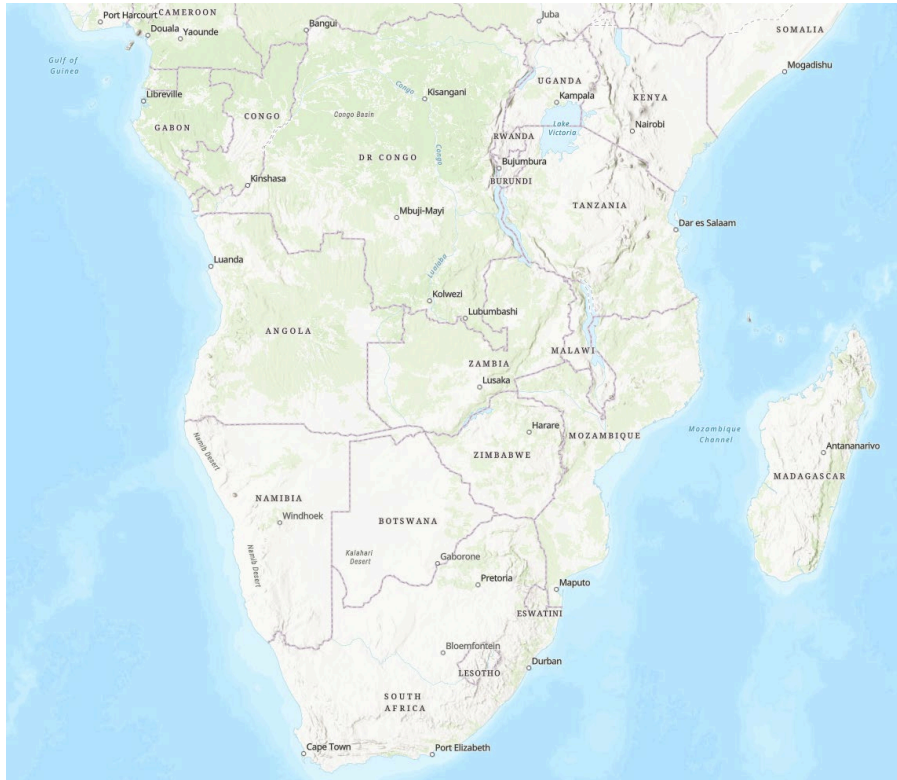 Port Harcourt
CAMEROON
Juba
Bangui
SOMALIA
Douala
Yaounde
Gulf of
Guinea
Mogadishu
UGANDA
Libreville
Congo
Kisangani
Kampala
KENYA
CONGO
Congo Basin
GABON
Lake
Victoria
Nairobi
RWANDA
DR CONGO
Congo
Bujumbura
Kinshasa
BURUNDI
TANZANIA
Mbuji-Mayi
Dar es Salaam
Luanda
Lualaba
Kolwezi
Lubumbashi
ANGOLA
MALAWI
ZAMBIA
Lusaka
Harare
MOZAMBIQUE
Mozambique
Channel
Namib Desert
Antananarivo
ZIMBABWE
MADAGASCAR
NAMIBIA
Windhoek
BOTSWANA
Kalahari
Desert
Gaborone
Namib Desert
Pretoria
Maputo
ESWATINI
Bloemfontein
Durban
LESOTHO
SOUTH
AFRICA
Cape Town
Port Elizabeth